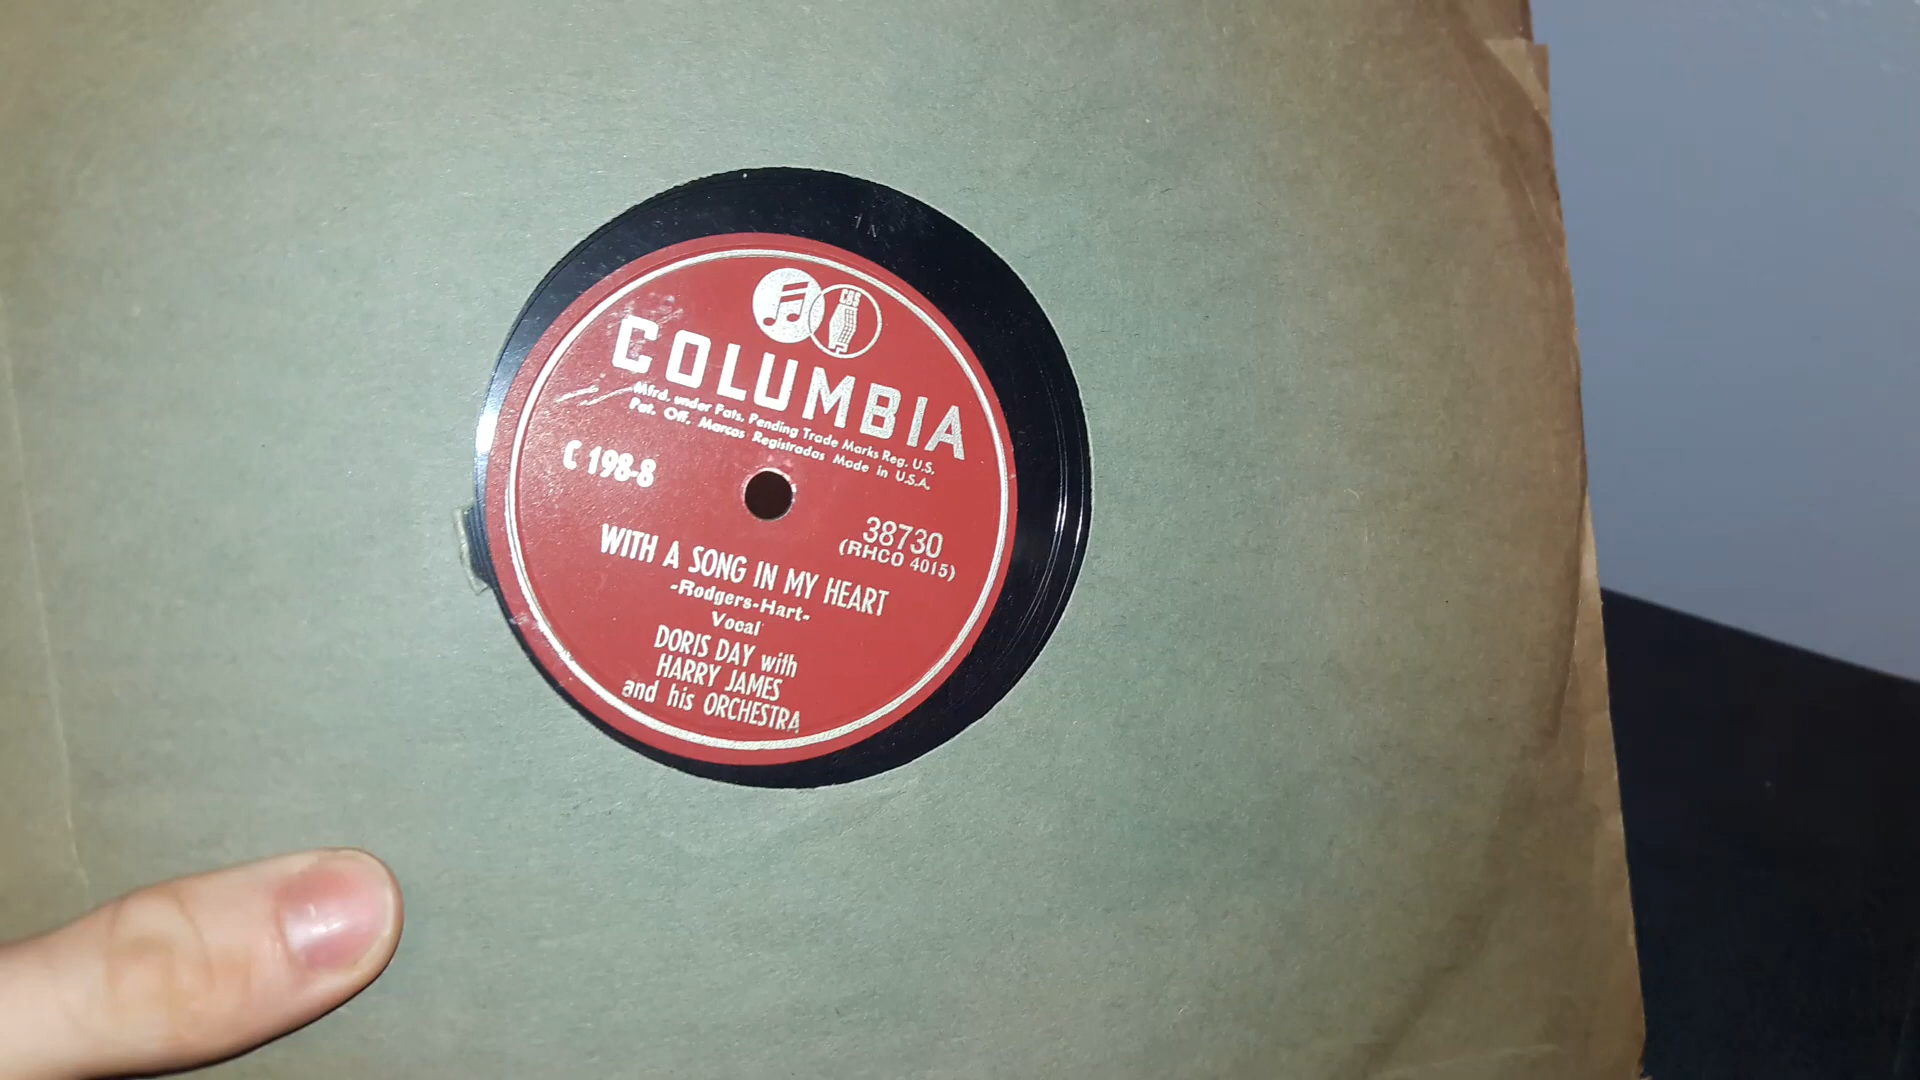 CBS
COLUMBIA
Mfrd. under Pats. Pending Trade Marks Reg. U.S.
Pat. Off. Marcas Registradas Made in U.S.A.
C 198-8
38730
(RHCO 4015)
WITH A SONG IN MY HEART
-Rodgers-Hart-
Vocal
DORIS DAY with
HARRY JAMES
and his ORCHESTRA